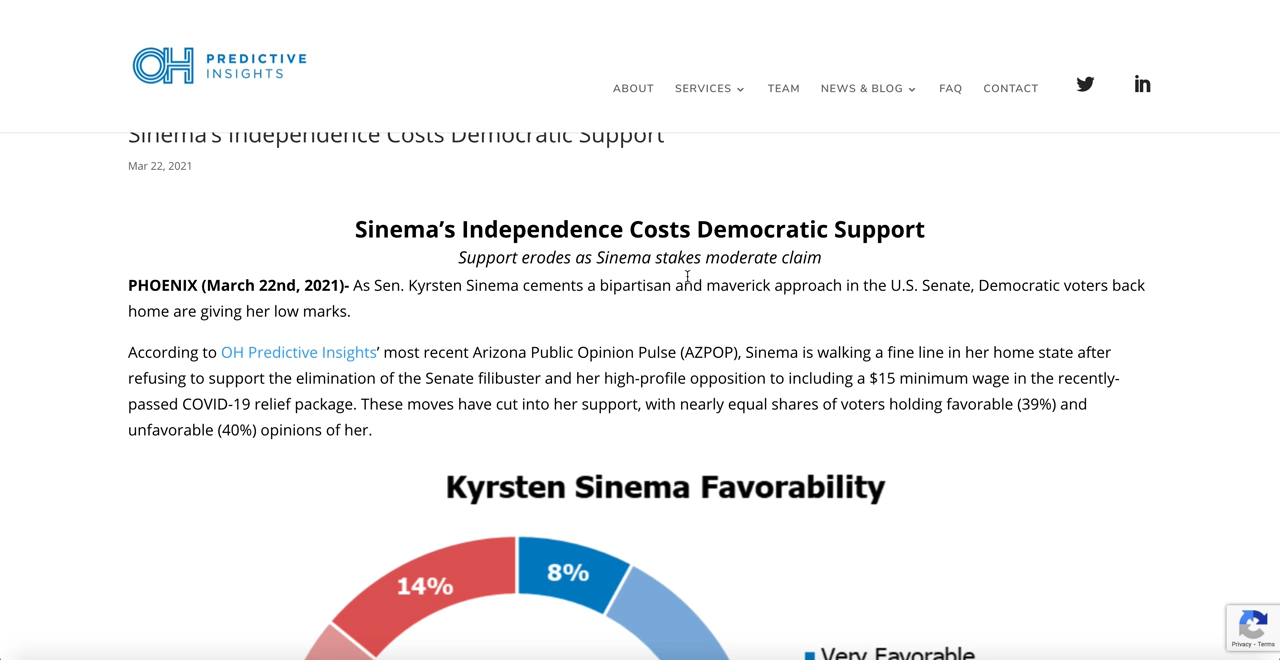 OH PREDICTIVE
INSIGHTS
ABOUT SERVICES TEAM NEWS & BLOG FAQ CONTACT
Sinema's Independence Costs Democratic Support
Mar 22, 2021
Sinema’s Independence Costs Democratic Support
Support erodes as Sinema stakes moderate claim
PHOENIX (March 22nd, 2021)- As Sen. Kyrsten Sinema cements a bipartisan and maverick approach in the U.S. Senate, Democratic voters back
home are giving her low marks.
According to OH Predictive Insights’ most recent Arizona Public Opinion Pulse (AZPOP), Sinema is walking a fine line in her home state after
refusing to support the elimination of the Senate filibuster and her high-profile opposition to including a $15 minimum wage in the recently-
passed COVID-19 relief package. These moves have cut into her support, with nearly equal shares of voters holding favorable (39%) and
unfavorable (40%) opinions of her.
Kyrsten Sinema Favorability
14% 8%
Very Favorable
Privacy - Terms